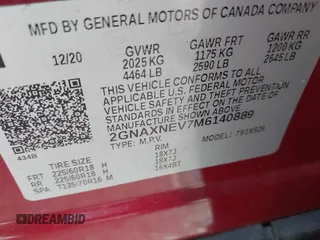 MFD BY GENERAL MOTORS OF CANADA COMPANY
12/20 GVWR GAWR FRT GAWR RR
2025 KG 1175 KG 1200 KG
4464 LB 2590 LB 2645 LB
THIS VEHICLE CONFORMS TO ALL APPLICABLE
U.S. FEDERAL MOTOR VEHICLE SAFETY AND
THEFT PREVENTION STANDARDS IN EFFECT ON THE
DATE OF MANUFACTURE SHOWN ABOVE.
2GNAXNEV7M6140889
TYPE: M.P.V. MODEL:
434B
TIRE SIZE RIM
FRT 225/60R18 H 18X7J
RR 225/60R18 H 18X7J
SPA T135/70R16 M 16X4BT
DREAMBID